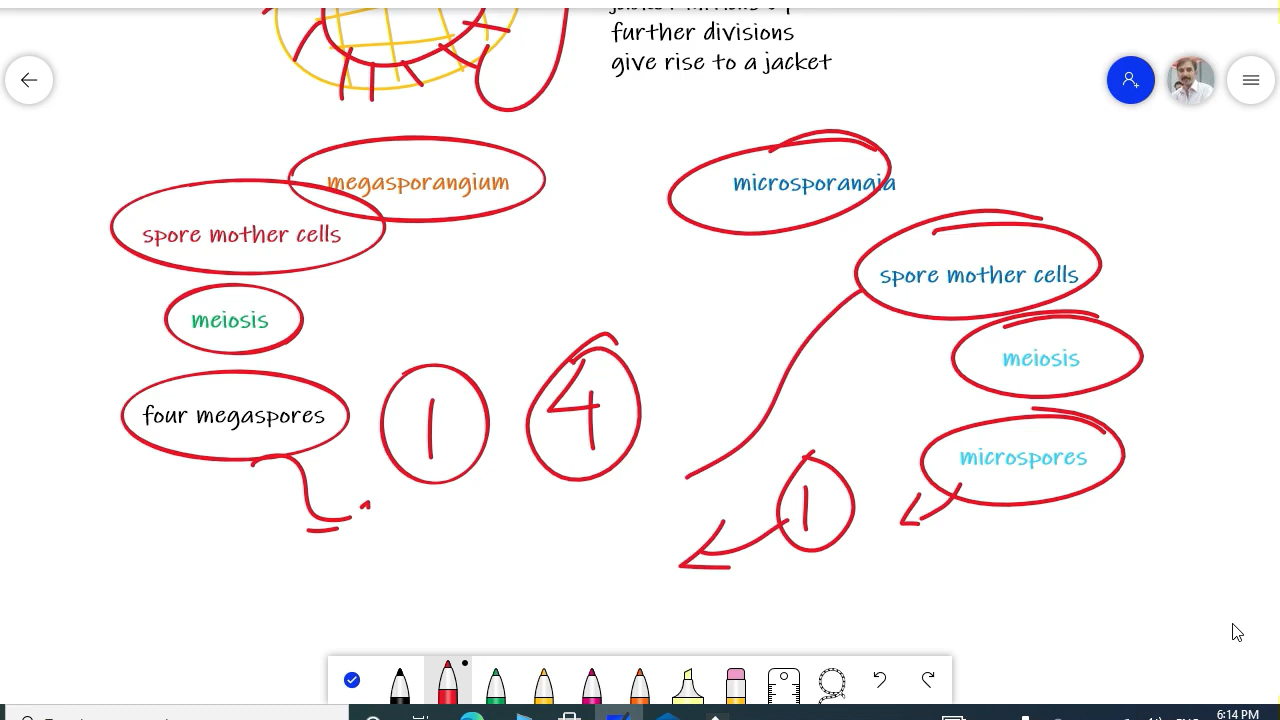 further divisions
give rise to a jacket
megasporangium
microsporangia
spore mother cells
spore mother cells
meiosis
meiosis
four megaspores
1
4
microspores
1
6:14 PM